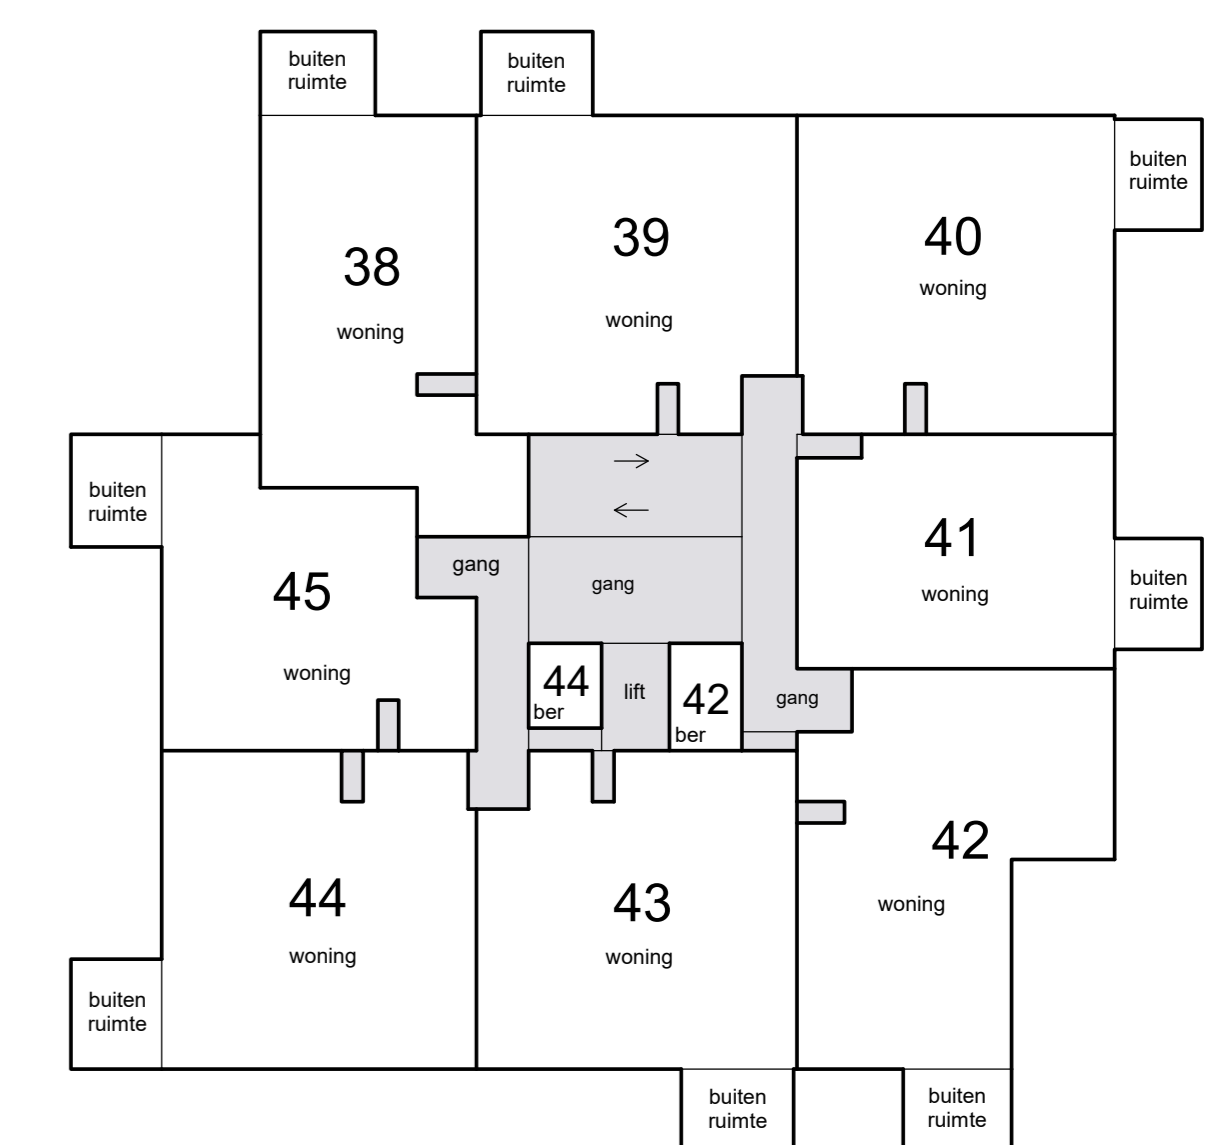 buiten
ruimte
buiten
ruimte
buiten
ruimte
38
woning
39
woning
40
woning
buiten
ruimte
45
woning
gang
gang
41
woning
buiten
ruimte
44
ber
lift
42
ber
gang
44
woning
43
woning
42
woning
buiten
ruimte
buiten
ruimte
buiten
ruimte